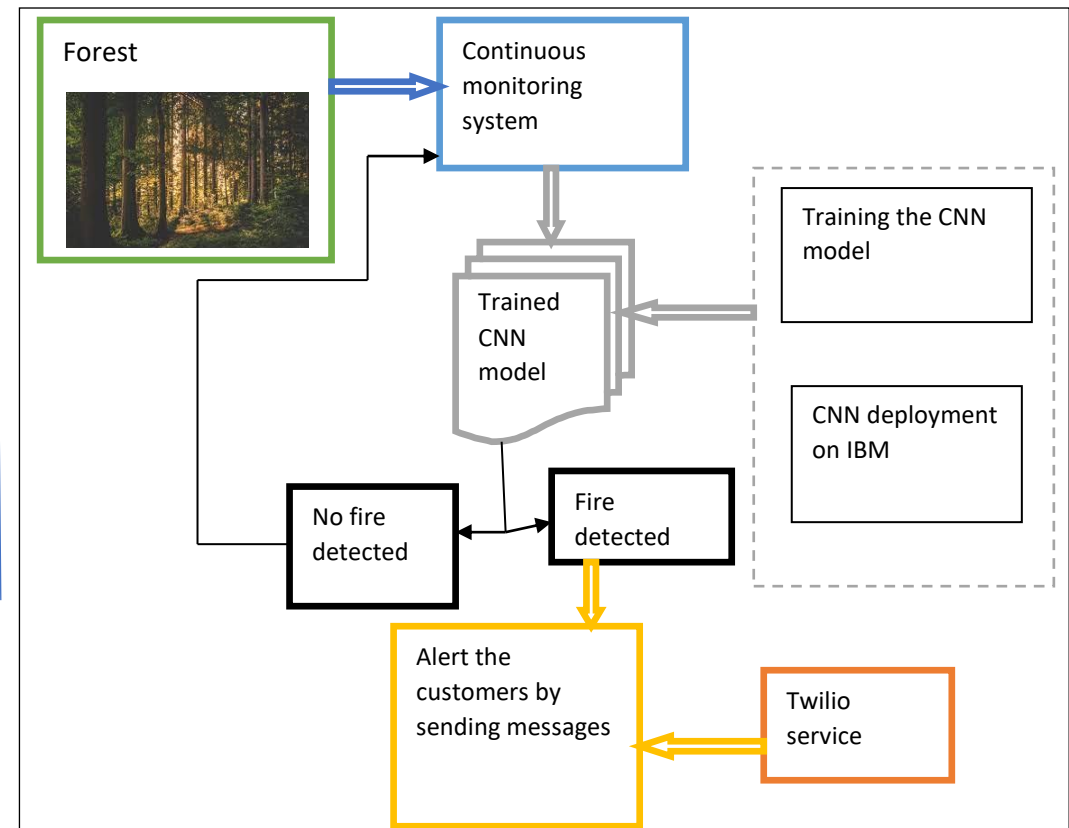 Forest
Continuous
monitoring
system
Training the CNN
model
Trained
CNN
model
CNN deployment
on IBM
No fire
detected
Fire
detected
Alert the
customers by
sending messages
Twilio
service